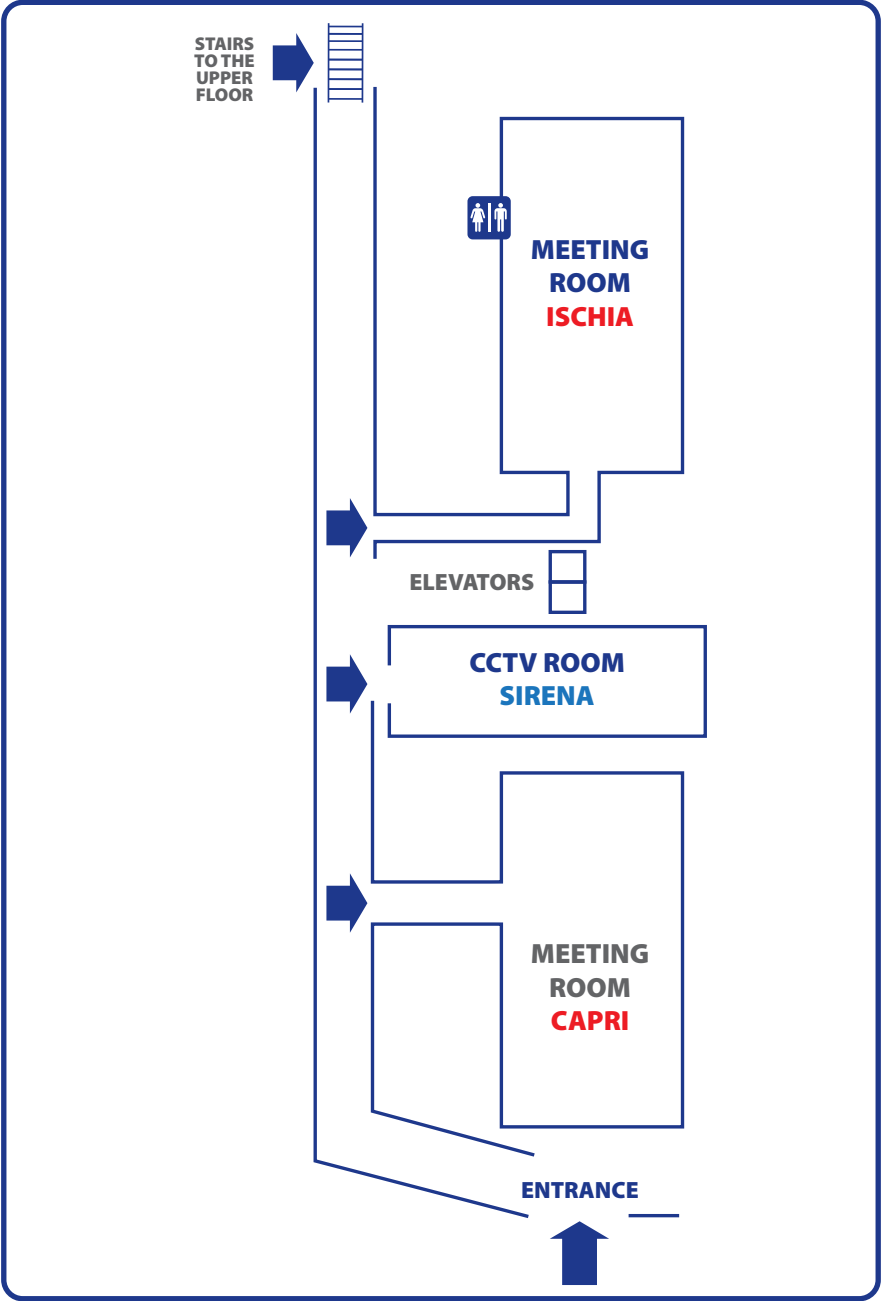 STAIRS
TO THE
UPPER
FLOOR
MEETING
ROOM
ISCHIA
ELEVATORS
CCTV ROOM
SIRENA
MEETING
ROOM
CAPRI
ENTRANCE